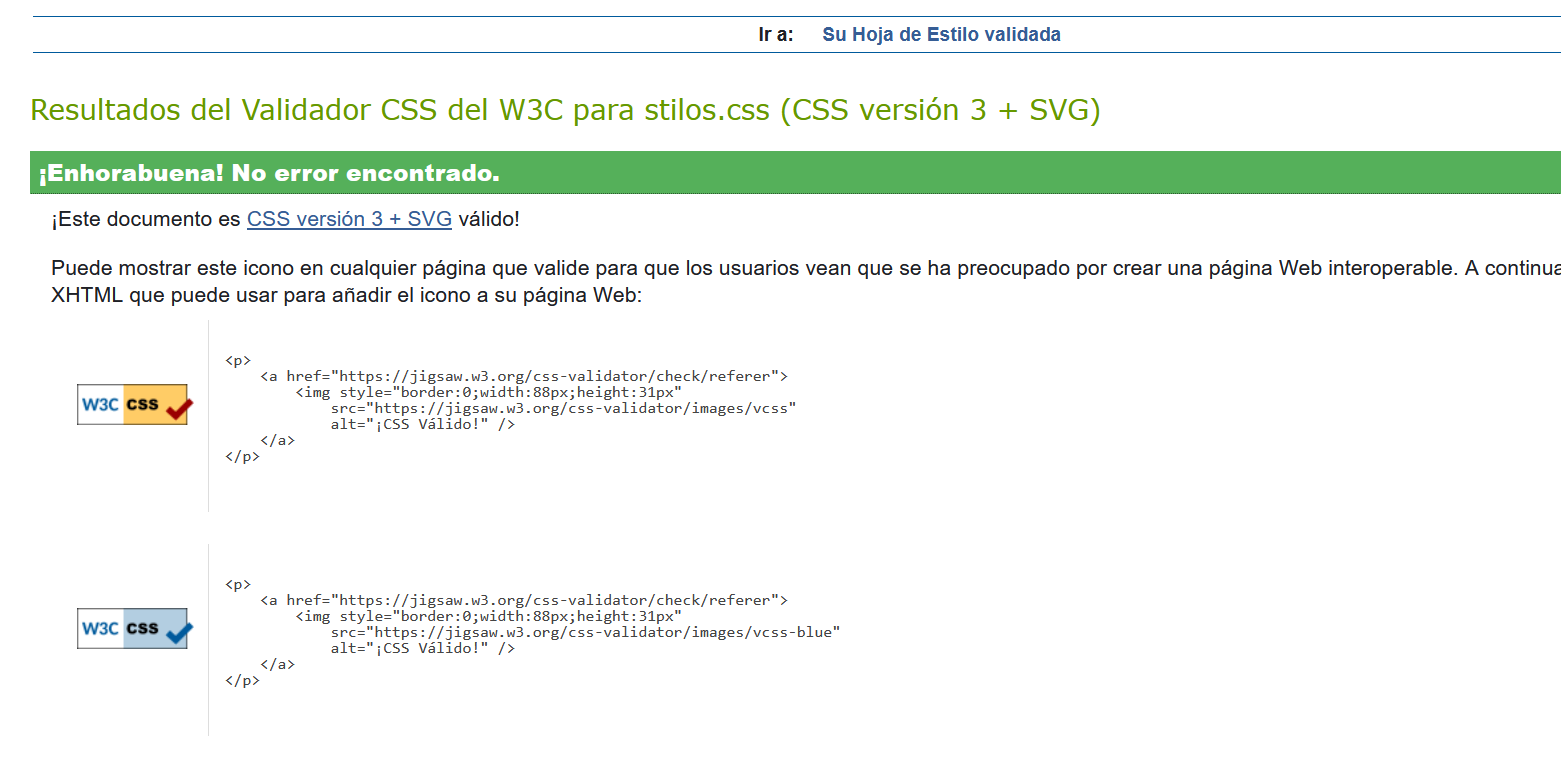 Ir a: Su Hoja de Estilo validada
Resultados del Validador CSS del W3C para stilos.css (CSS versión 3 + SVG)
¡Enhorabuena! No error encontrado.
¡Este documento es CSS versión 3 + SVG válido!
Puede mostrar este icono en cualquier página que valide para que los usuarios vean que se ha preocupado por crear una página Web interoperable. A continua
XHTML que puede usar para añadir el icono a su página Web:
<p>
<a href="https://jigsaw.w3.org/css-validator/check/referer">
<img style="border:0;width:88px;height:31px"
W3C CSS
src="https://jigsaw.w3.org/css-validator/images/vcss"
alt="¡CSS Válido!" />
</a>
</p>
<p>
<a href="https://jigsaw.w3.org/css-validator/check/referer">
<img style="border:0;width:88px;height:31px"
W3C CSS
src="https://jigsaw.w3.org/css-validator/images/vcss-blue"
alt="¡CSS Válido!" />
</a>
</p>